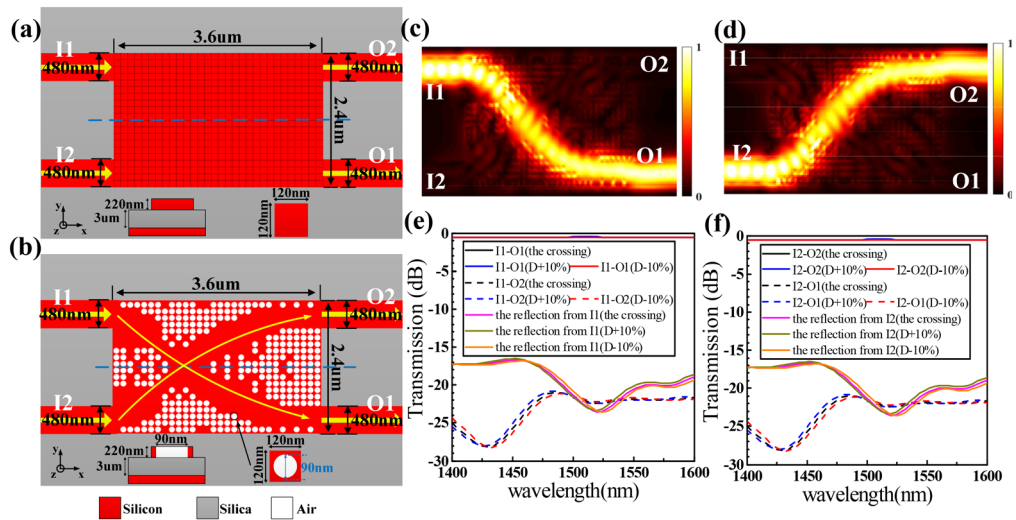 (a)
I1
3.6um
O2
480nm
480nm
2.4um
I2
O1
480nm
480nm
120nm
220nm
3um
120nm
y
z
x
(b)
I1
3.6um
O2
480nm
480nm
2.4um
I2
O1
480nm
480nm
90nm
120nm
220nm
3um
120nm
90nm
y
z
x
Silicon
Silica
Air
(c)
O2
I1
O1
I2
1
0
(d)
I1
O2
I2
O1
1
0
(e)
Transmission (dB)
0
-5
-10
-15
-20
-25
-30
I1-O1(the crossing)
I1-O1(D+10%)
I1-O1(D-10%)
I1-O2(the crossing)
I1-O2(D+10%)
I1-O2(D-10%)
the reflection from I1(the crossing)
the reflection from I1(D+10%)
the reflection from I1(D-10%)
1400 1450 1500 1550 1600
wavelength(nm)
(f)
Transmission (dB)
0
-5
-10
-15
-20
-25
-30
I2-O2(the crossing)
I2-O2(D+10%)
I2-O2(D-10%)
I2-O1(the crossing)
I2-O1(D+10%)
I2-O1(D-10%)
the reflection from I2(the crossing)
the reflection from I2(D+10%)
the reflection from I2(D-10%)
1400 1450 1500 1550 1600
wavelength(nm)